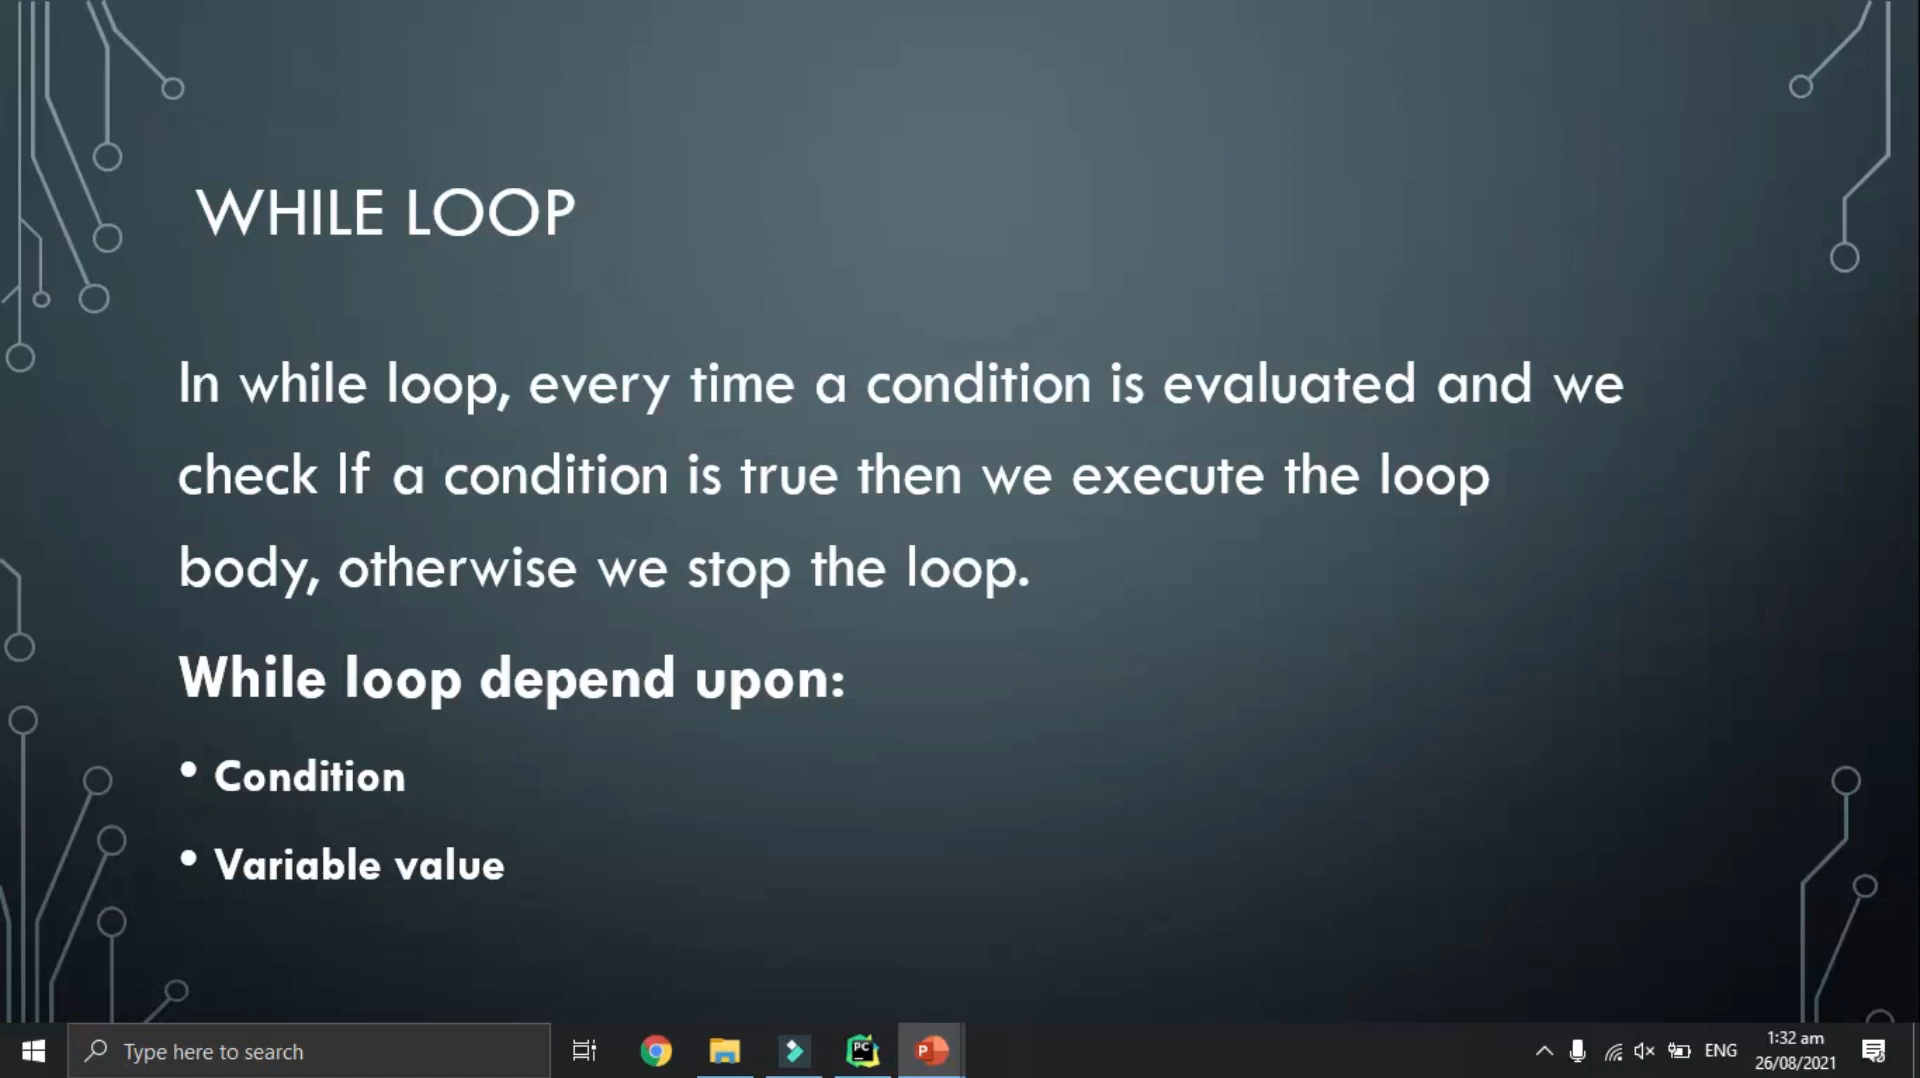 WHILE LOOP
In while loop, every time a condition is evaluated and we
check If a condition is true then we execute the loop
body, otherwise we stop the loop.
While loop depend upon:
• Condition
• Variable value
Type here to search
PC
P
ENG
1:32 am
26/08/2021